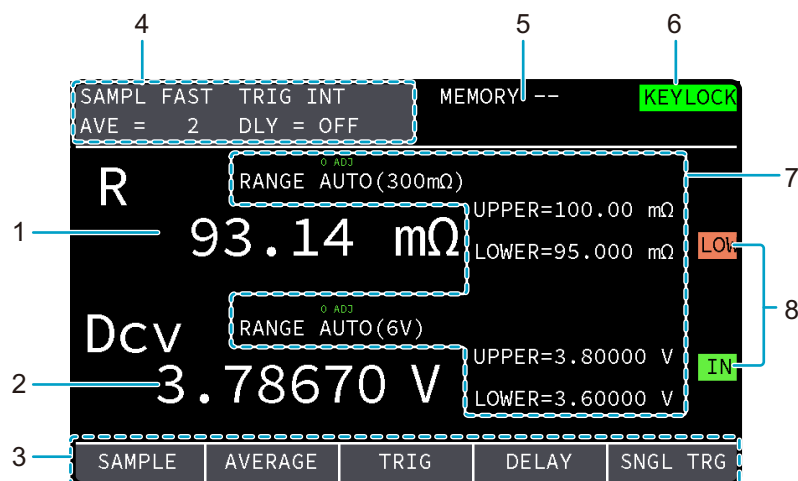 4 5 6
SAMPL FAST TRIG INT MEMORY -- KEYLOCK
AVE = 2 DLY = OFF
0 ADJ
R RANGE AUTO(300mΩ) 7
UPPER=100.00 mΩ
1 93.14 mΩ LOWER=95.000 mΩ LOW
8
0 ADJ
Dcv RANGE AUTO(6V)
UPPER=3.80000 V IN
2 3.78670 V LOWER=3.60000 V
3 SAMPLE AVERAGE TRIG DELAY SNGL TRG